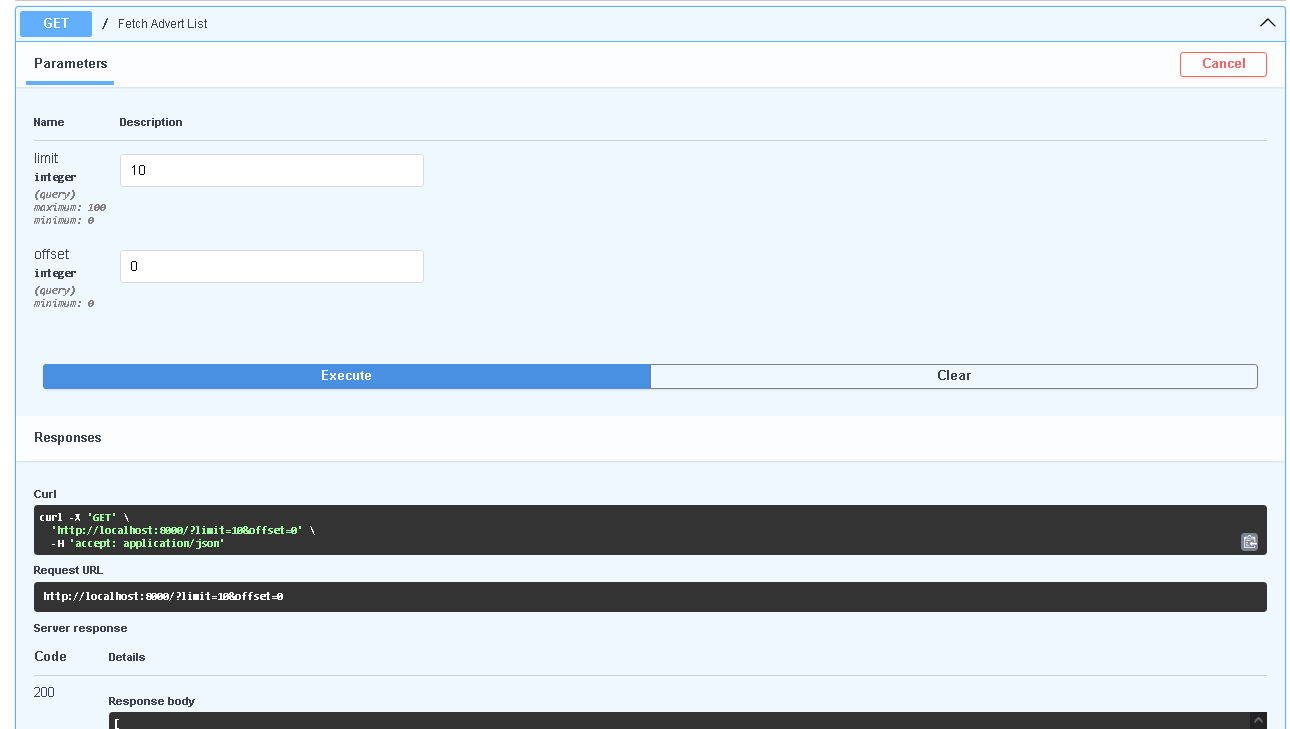 GET / Fetch Advert List
Parameters
Cancel
Name Description
limit
integer
(query)
maximum: 100
minimum: 0
10
offset
integer
(query)
minimum: 0
0
Execute Clear
Responses
Curl
curl -X 'GET' \
'http://localhost:8000/?limit=10&offset=0' \
-H 'accept: application/json'
Request URL
http://localhost:8000/?limit=10&offset=0
Server response
Code Details
200
Response body
[